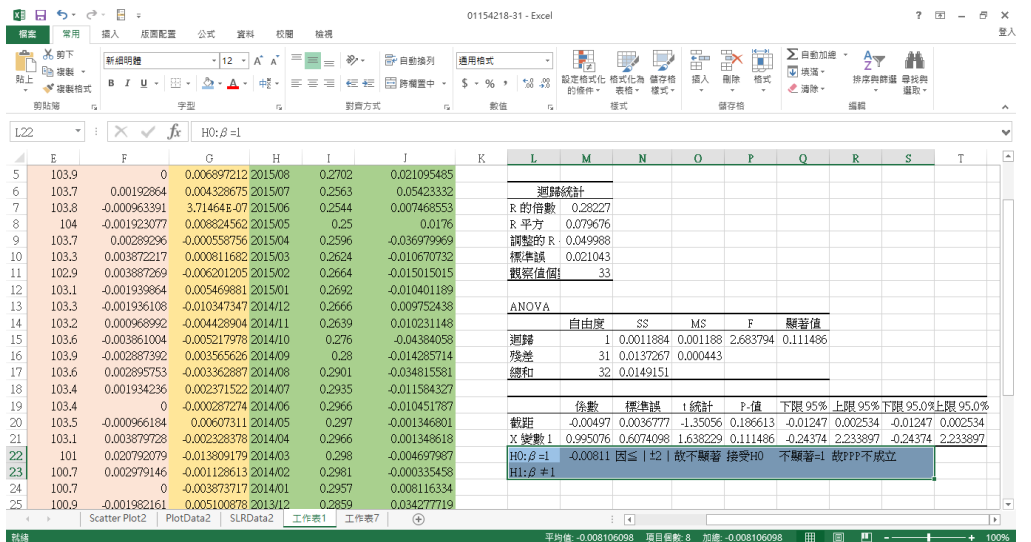 01154218-31 - Excel
登入
檔案 常用 插入 版面配置 公式 資料 校閱 檢視
貼上 剪下 複製 複製格式 剪貼簿
新細明體 12 B I U 字型
自動換列 跨欄置中 對齊方式
通用格式 $ % 數值
設定格式化的條件 格式化為表格 儲存格樣式 樣式
插入 刪除 格式 儲存格
自動加總 填滿 清除 排序與篩選 尋找與選取 編輯
L22 fx H0:β=1
E F G H I J K L M N O P Q R S T
5 103.9 0 0.006897212 2015/08 0.2702 0.021095485
6 103.7 0.00192864 0.004328675 2015/07 0.2563 0.05423332 迴歸統計
7 103.8 -0.000963391 3.71464E-07 2015/06 0.2544 0.007468553 R 的倍數 0.28227
8 104 -0.001923077 0.008824562 2015/05 0.25 0.0176 R 平方 0.079676
9 103.7 0.00289296 -0.000558756 2015/04 0.2596 -0.036979969 調整的 R 0.049988
10 103.3 0.003872217 0.000811682 2015/03 0.2624 -0.010670732 標準誤 0.021043
11 102.9 0.003887269 -0.006201205 2015/02 0.2664 -0.015015015 觀察值個 33
12 103.1 -0.001939864 0.005469881 2015/01 0.2692 -0.010401189
13 103.3 -0.001936108 -0.010347347 2014/12 0.2666 0.009752438 ANOVA
14 103.2 0.000968992 -0.004428904 2014/11 0.2639 0.010231148 自由度 SS MS F 顯著值
15 103.6 -0.003861004 -0.005217978 2014/10 0.276 -0.04384058 迴歸 1 0.0011884 0.001188 2.683794 0.111486
16 103.9 -0.002887392 0.003565626 2014/09 0.28 -0.014285714 殘差 31 0.0137267 0.000443
17 103.6 0.002895753 -0.003362887 2014/08 0.2901 -0.034815581 總和 32 0.0149151
18 103.4 0.001934236 0.002371522 2014/07 0.2935 -0.011584327
19 103.4 0 -0.000287274 2014/06 0.2966 -0.010451787 係數 標準誤 t 統計 P-值 下限 95% 上限 95% 下限 95.0% 上限 95.0%
20 103.5 -0.000966184 0.00607311 2014/05 0.297 -0.001346801 截距 -0.00497 0.0036777 -1.35056 0.186613 -0.01247 0.002534 -0.01247 0.002534
21 103.1 0.003879728 -0.002328378 2014/04 0.2966 0.001348618 X 變數 1 0.995076 0.6074098 1.638229 0.111486 -0.24374 2.233897 -0.24374 2.233897
22 101 0.020792079 -0.013809179 2014/03 0.298 -0.004697987 H0:β=1 -0.00811 因≦|±2|故不顯著 接受H0 不顯著=1 故PPP不成立
23 100.7 0.002979146 -0.001128613 2014/02 0.2981 -0.000335458 H1:β≠1
24 100.7 0 -0.003873717 2014/01 0.2957 0.008116334
25 100.9 -0.001982161 0.005100878 2013/12 0.2859 0.034277719
Scatter Plot2 PlotData2 SLRData2 工作表1 工作表7
就緒 平均值: -0.008106098 項目個數: 8 加總: -0.008106098 100%